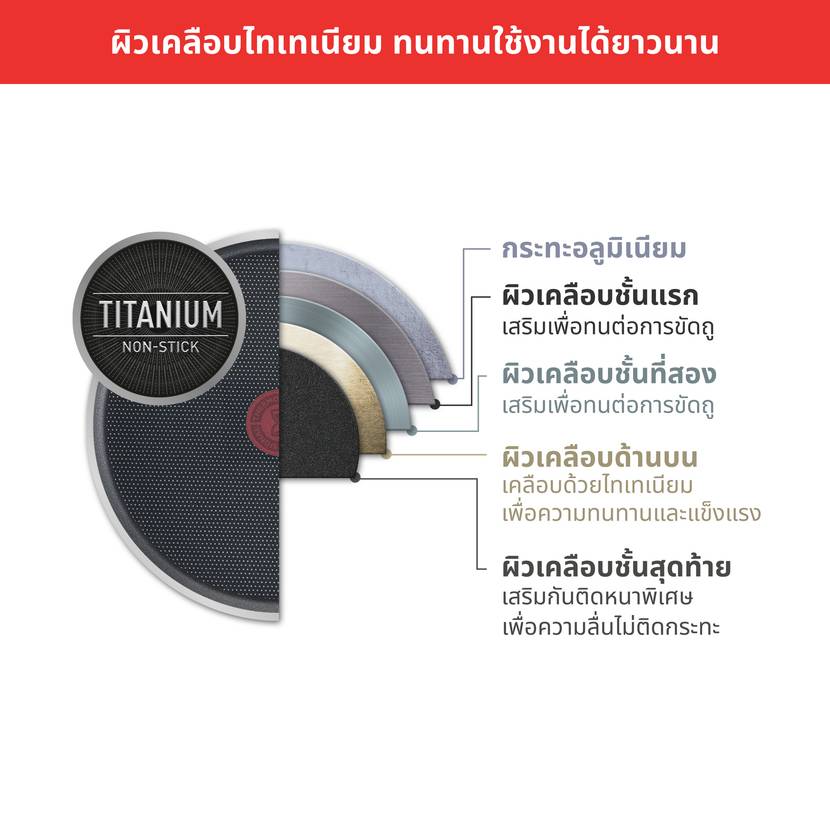 ผิวเคลือบไทเทเนียม ทนทานใช้งานได้ยาวนาน
TITANIUM
NON-STICK
กระทะอลูมิเนียม
ผิวเคลือบชั้นแรก
เสริมเพื่อทนต่อการขัดถู
ผิวเคลือบชั้นที่สอง
เสริมเพื่อทนต่อการขัดถู
ผิวเคลือบด้านบน
เคลือบด้วยไทเทเนียม
เพื่อความทนทานและแข็งแรง
ผิวเคลือบชั้นสุดท้าย
เสริมกันติดหนาพิเศษ
เพื่อความลื่นไม่ติดกระทะ